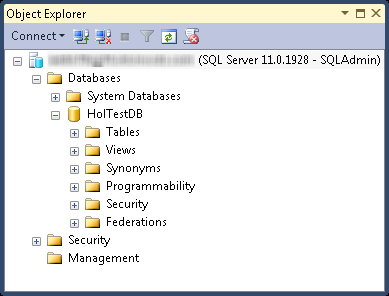 Object Explorer
Connect
(SQL Server 11.0.1928 - SQLAdmin)
Databases
System Databases
HolTestDB
Tables
Views
Synonyms
Programmability
Security
Federations
Security
Management